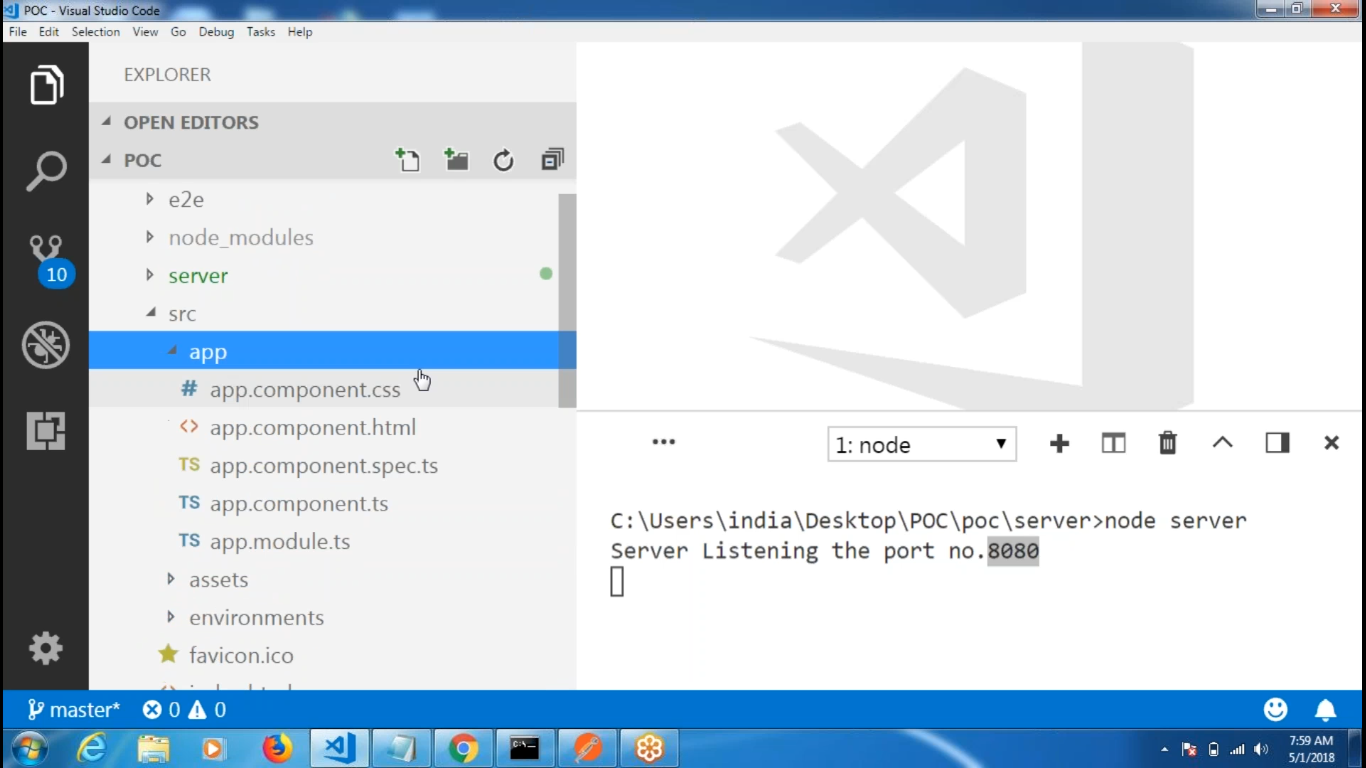 POC - Visual Studio Code
File Edit Selection View Go Debug Tasks Help
EXPLORER
OPEN EDITORS
POC
e2e
node_modules
server
src
app
# app.component.css
<> app.component.html
TS app.component.spec.ts
TS app.component.ts
TS app.module.ts
assets
environments
favicon.ico
10
1: node
C:\Users\india\Desktop\POC\poc\server>node server
Server Listening the port no.8080
master* 0 0
C:\.
7:59 AM
5/1/2018